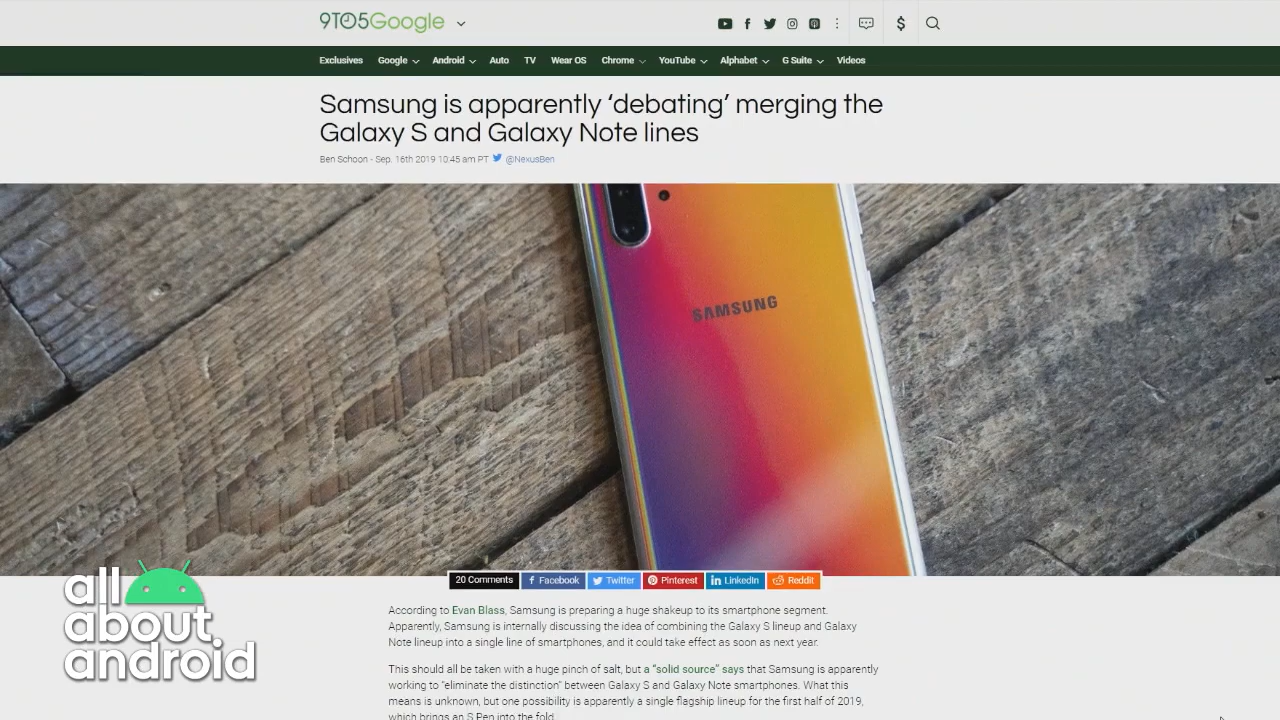 9TO5Google
$
Exclusives Google Android Auto TV Wear OS Chrome YouTube Alphabet G Suite Videos
Samsung is apparently ‘debating’ merging the
Galaxy S and Galaxy Note lines
Ben Schoon - Sep. 16th 2019 10:45 am PT @NexusBen
SAMSUNG
20 Comments Facebook Twitter Pinterest LinkedIn Reddit
According to Evan Blass, Samsung is preparing a huge shakeup to its smartphone segment.
Apparently, Samsung is internally discussing the idea of combining the Galaxy S lineup and Galaxy
Note lineup into a single line of smartphones, and it could take effect as soon as next year.
This should all be taken with a huge pinch of salt, but a “solid source” says that Samsung is apparently
working to “eliminate the distinction” between Galaxy S and Galaxy Note smartphones. What this
means is unknown, but one possibility is apparently a single flagship lineup for the first half of 2019,
which brings an S Pen into the fold.
all
about
android